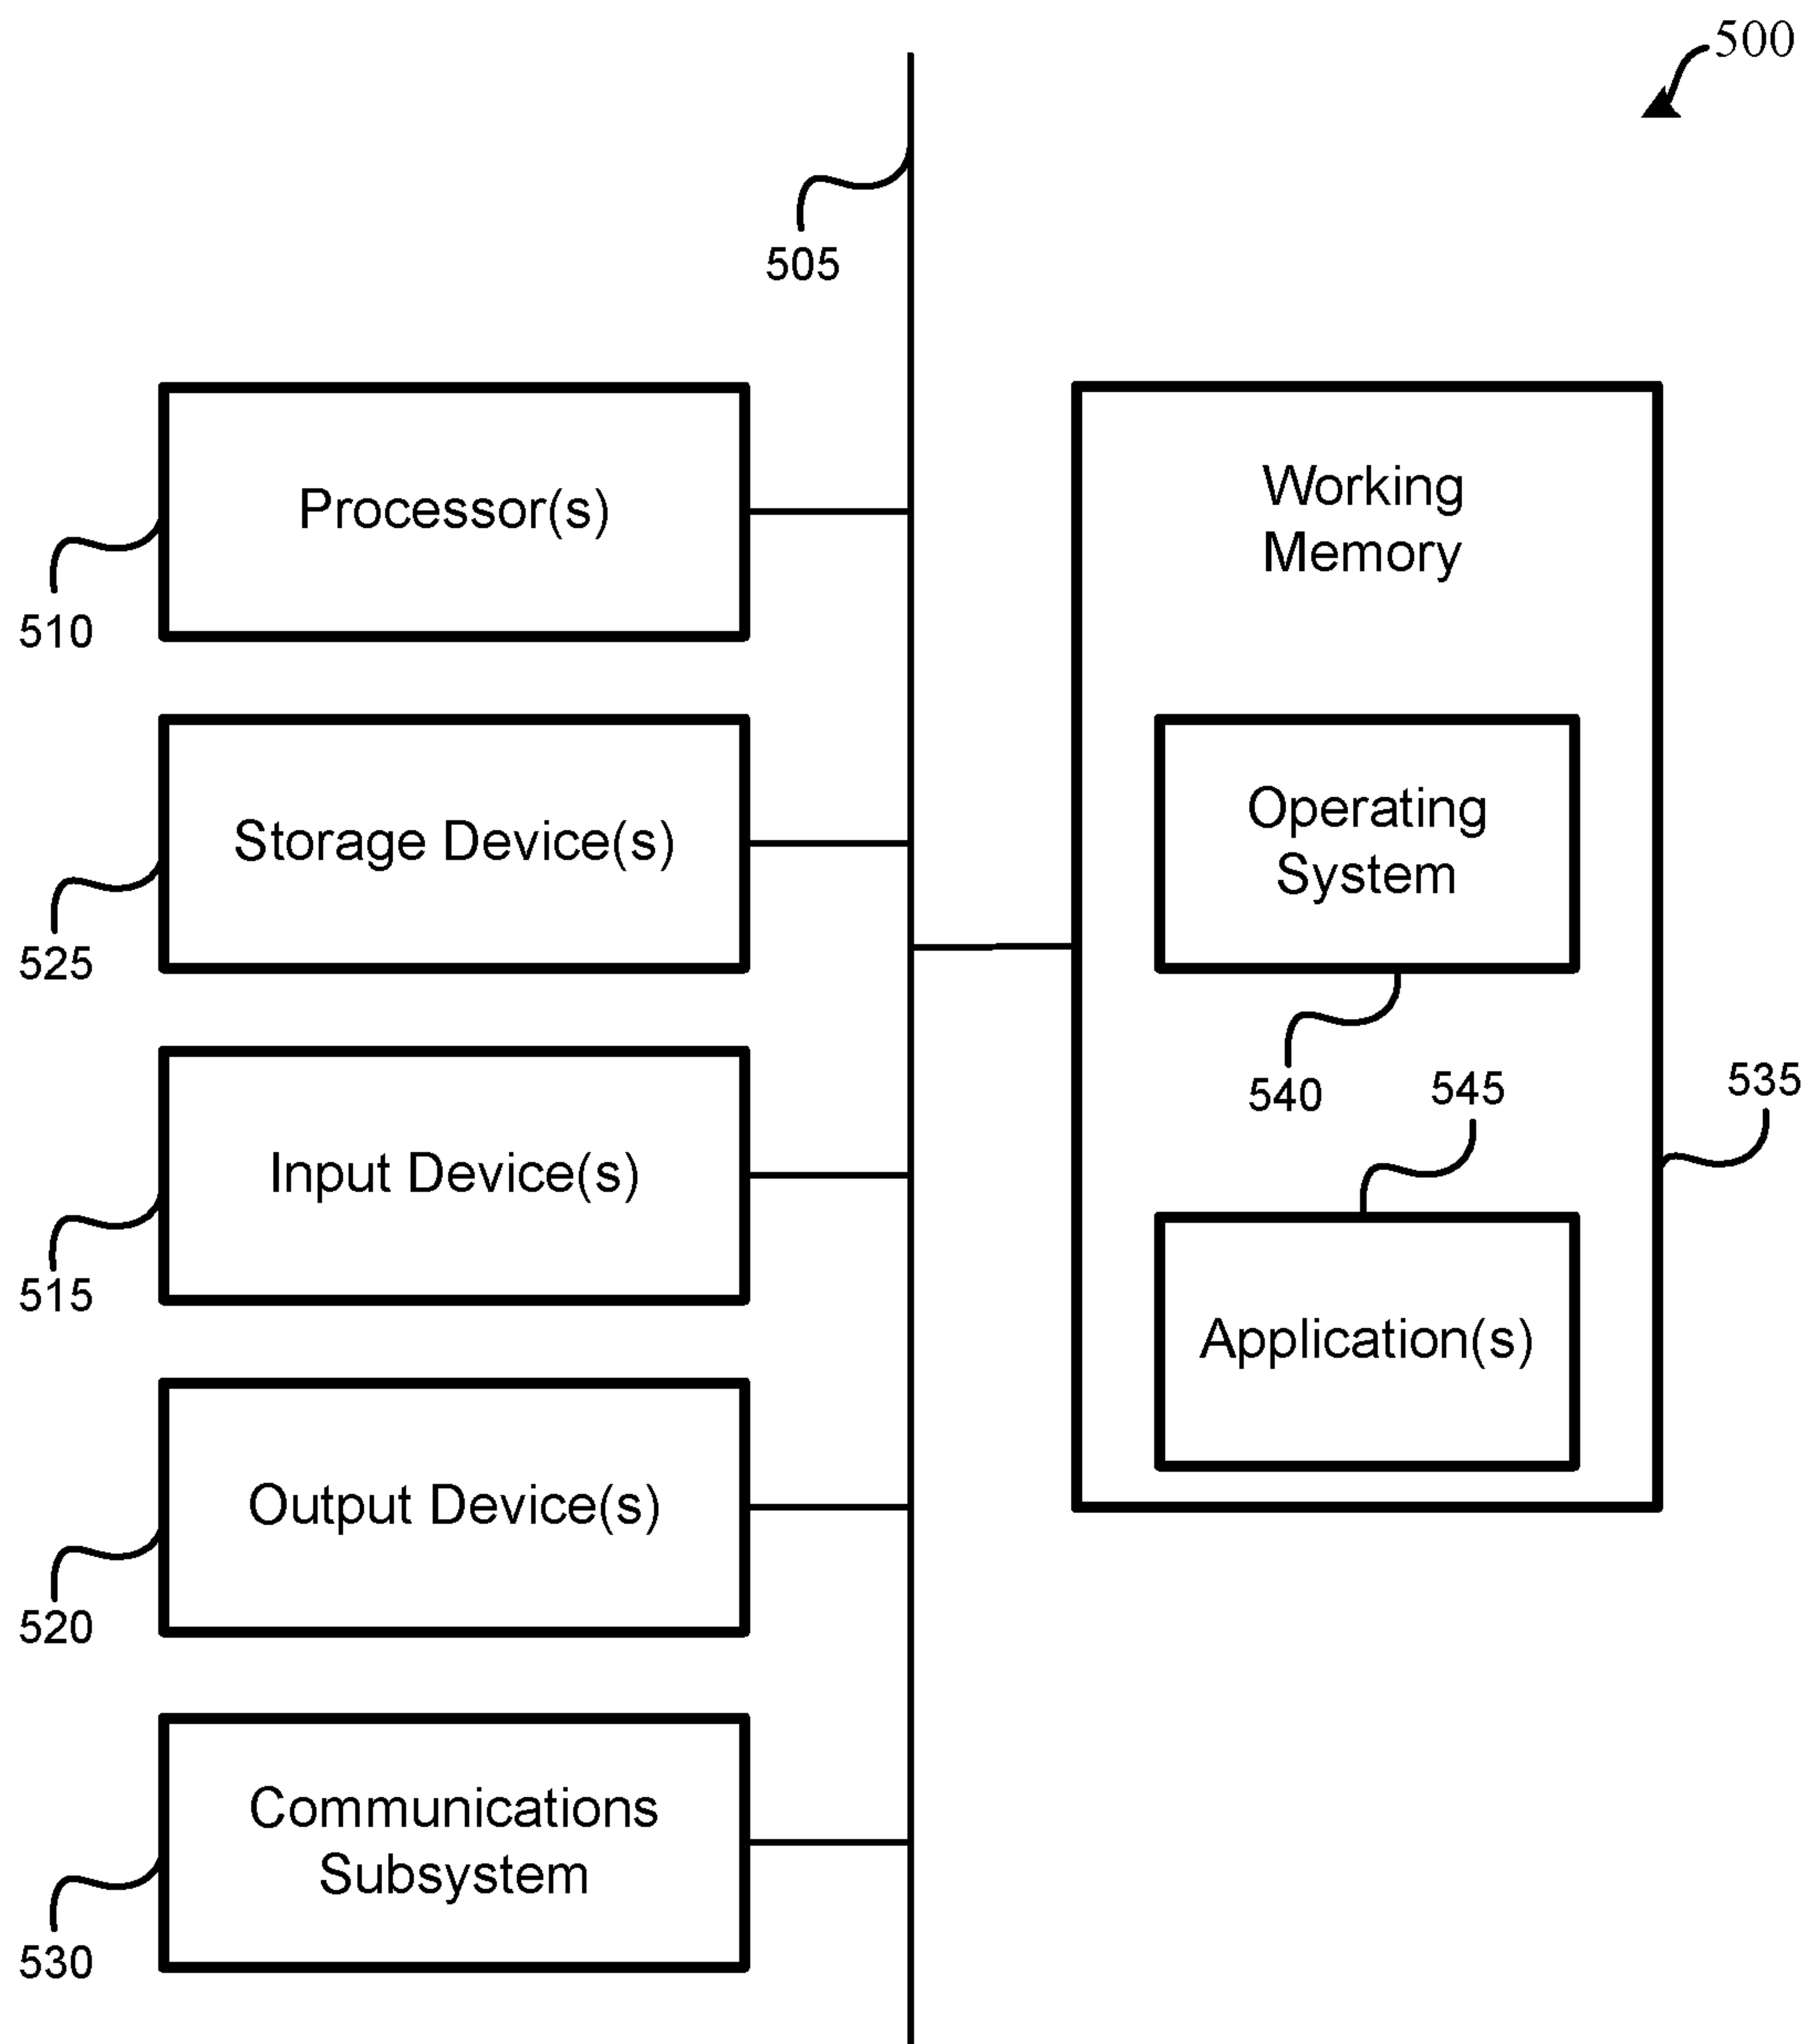 500
505
Processor(s)
510
Storage Device(s)
525
Input Device(s)
515
Output Device(s)
520
Communications
Subsystem
530
Working
Memory
Operating
System
540
545
535
Application(s)